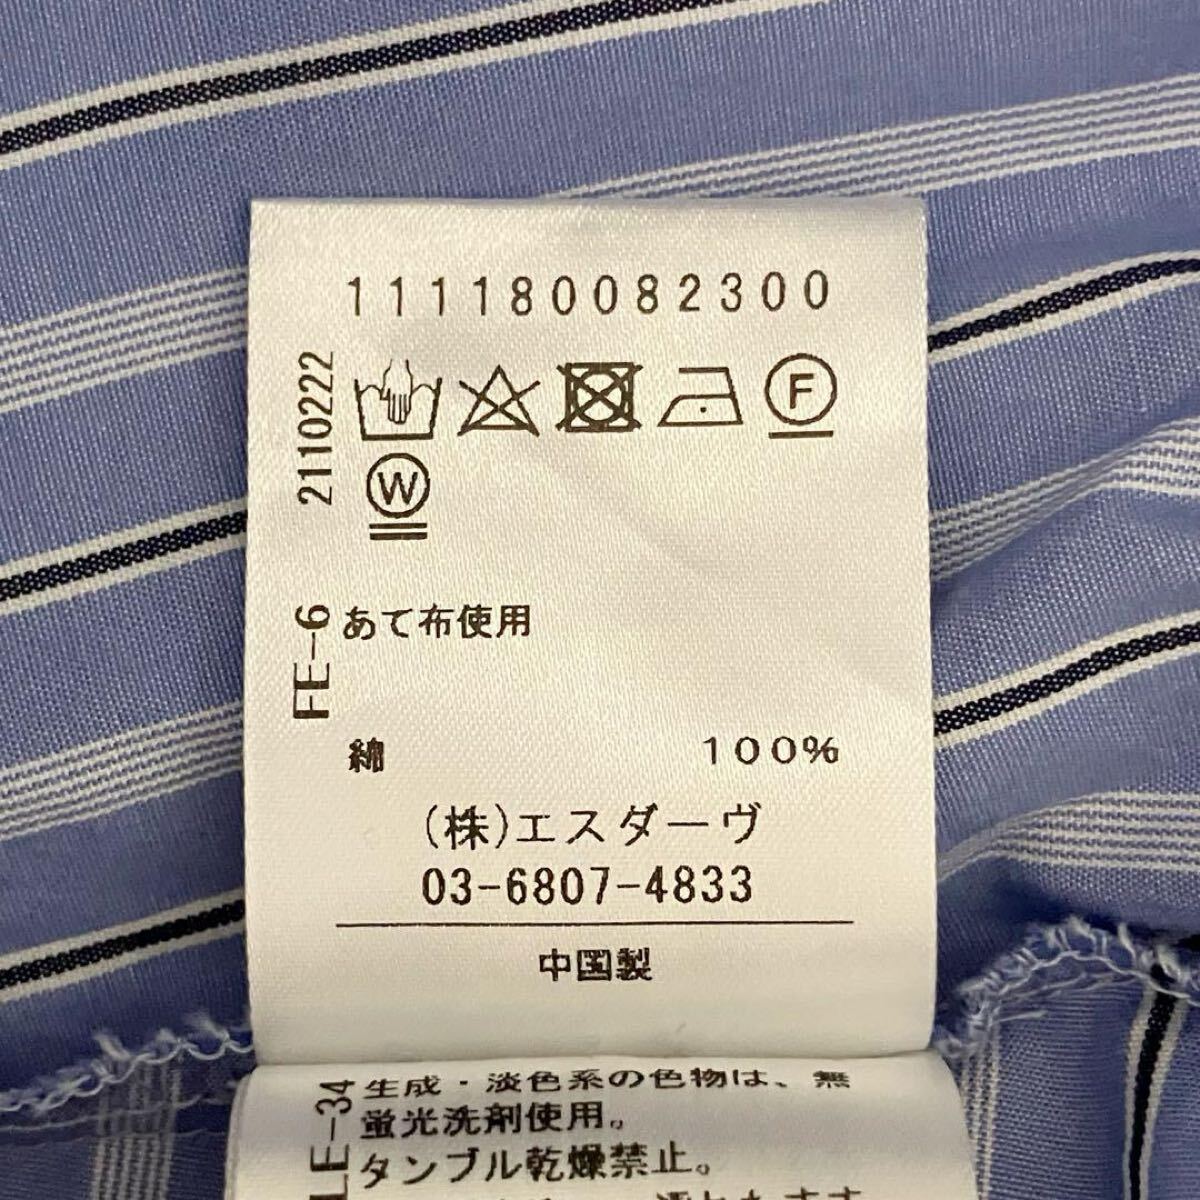 111180082300
2110222
F
W
FE-6
あて布使用
綿 100%
(株)エスダーヴ
03-6807-4833
中国製
LE-34
生成・淡色系の色物は、無
蛍光洗剤使用。
タンブル乾燥禁止。